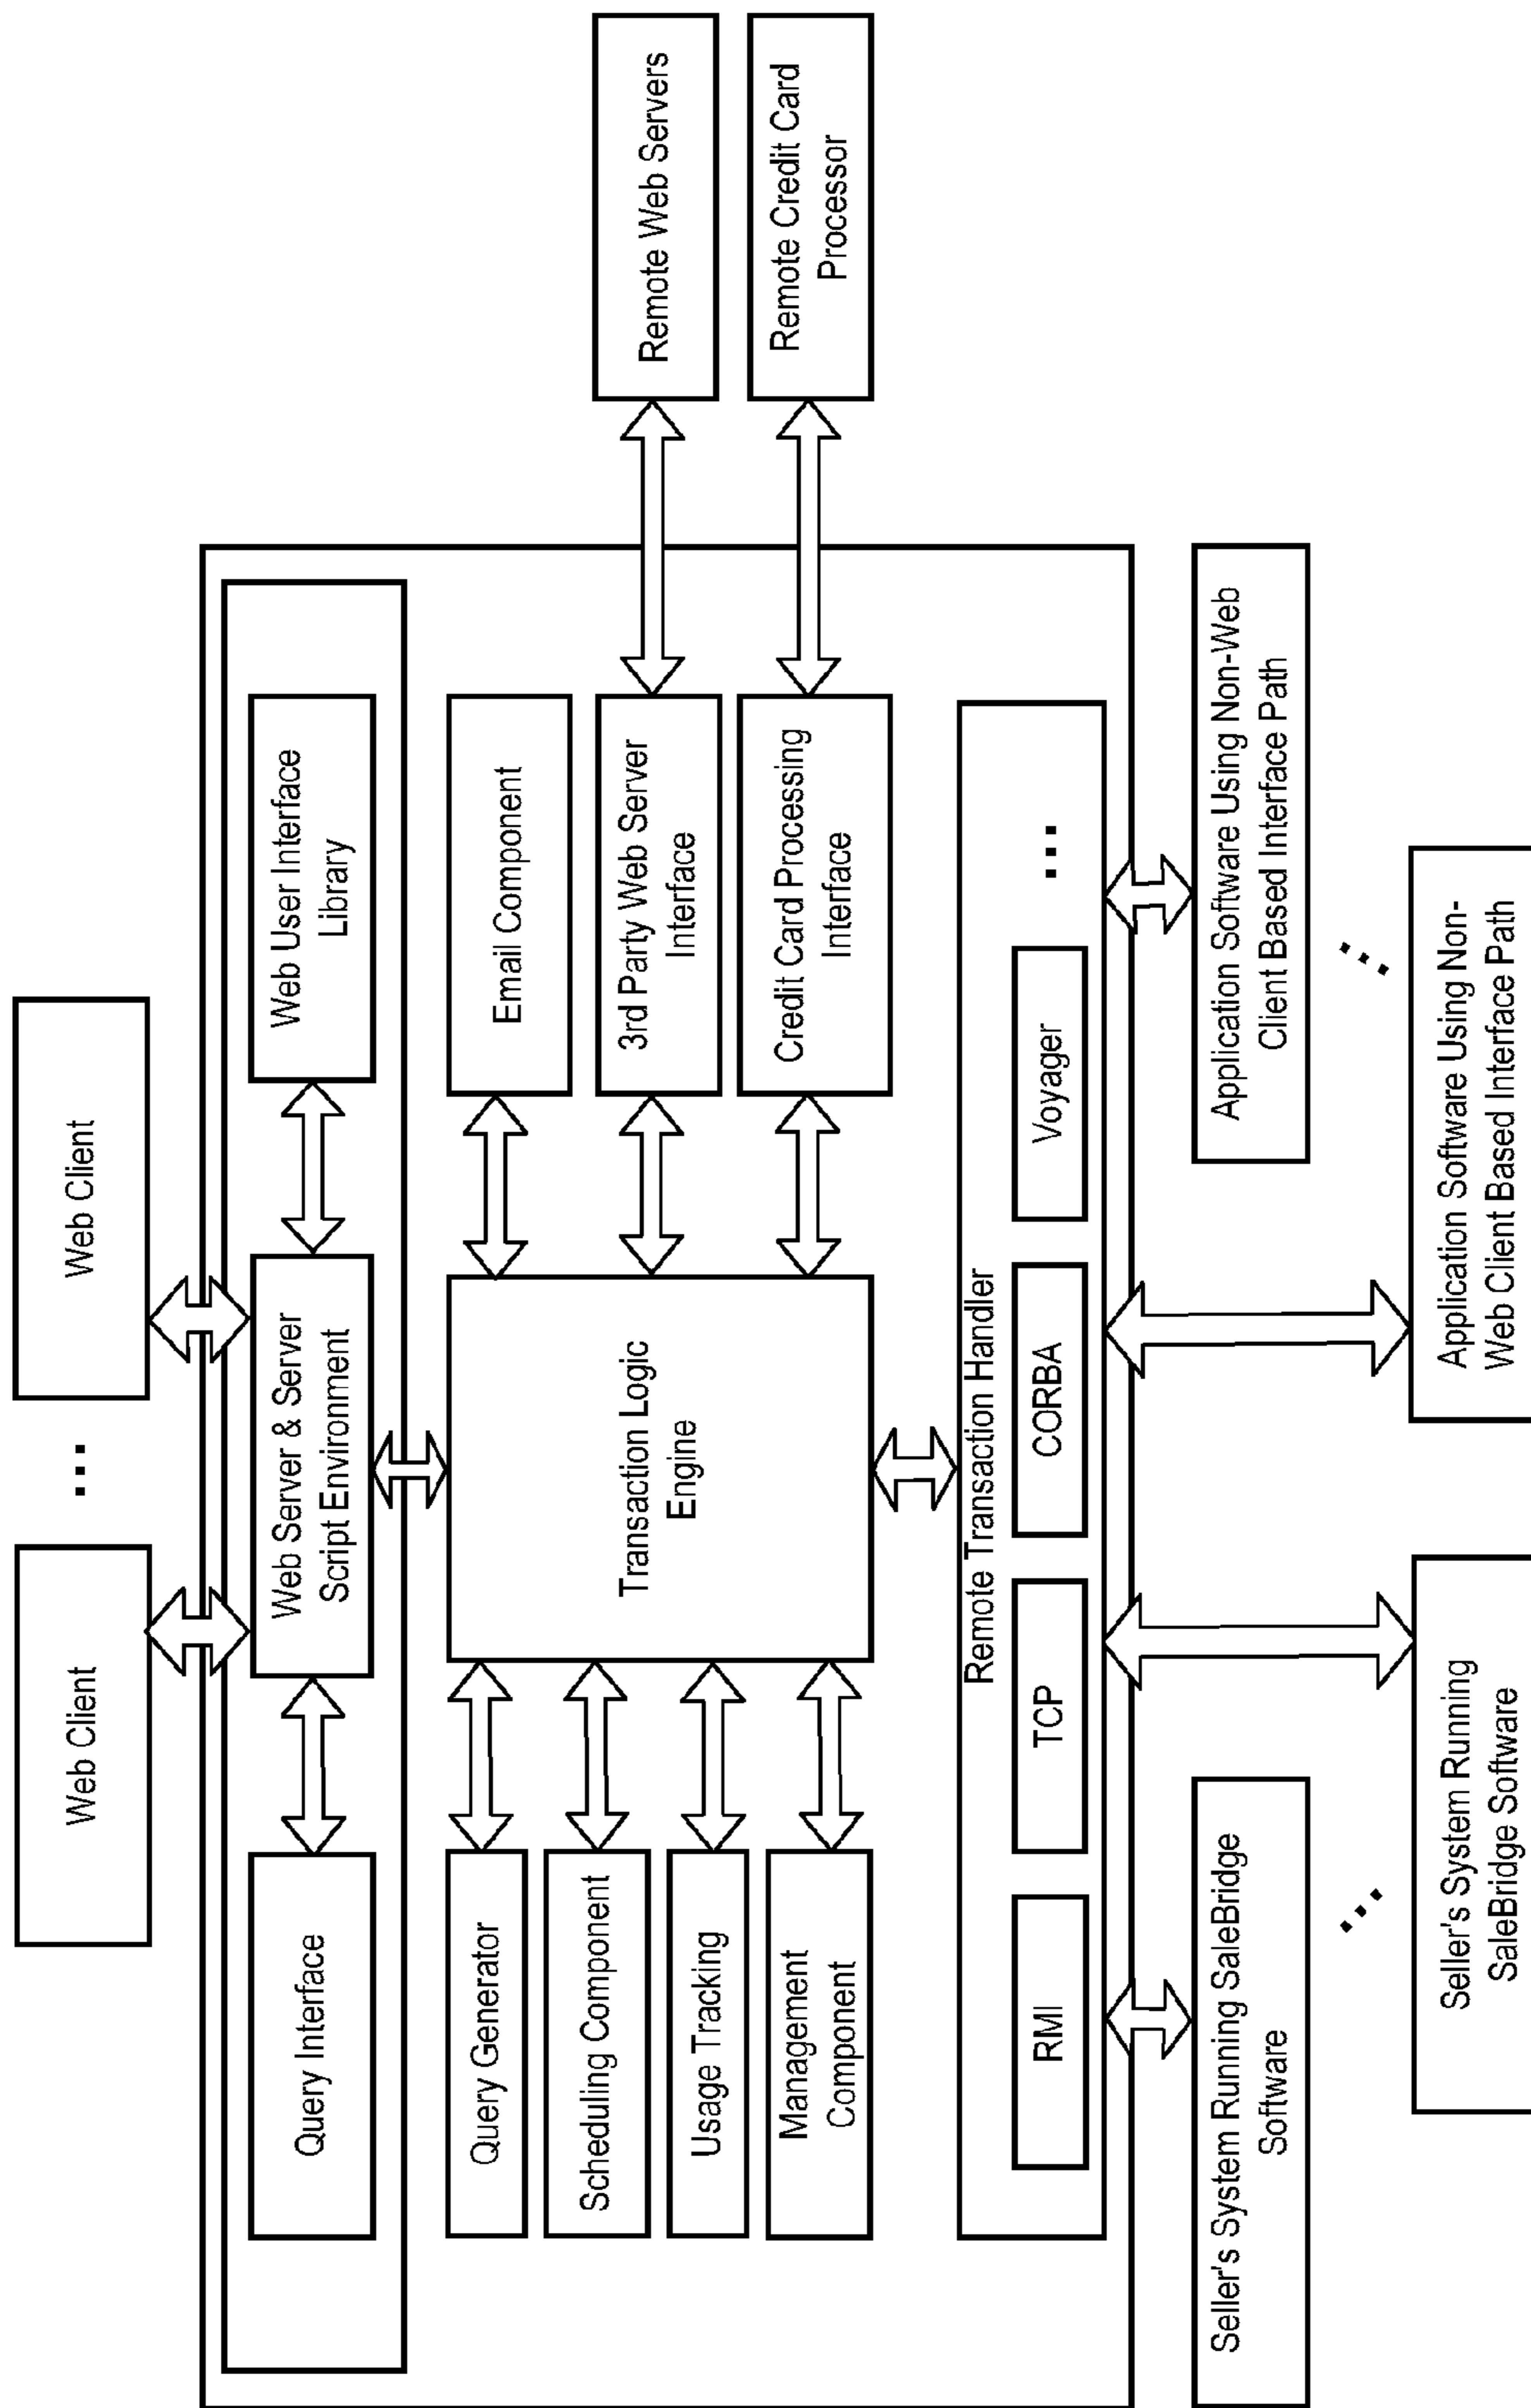 Web Client
...
Web Client
Query Interface
Web Server & Server
Script Environment
Web User Interface
Library
Query Generator
Scheduling Component
Usage Tracking
Management
Component
Transaction Logic
Engine
Email Component
3rd Party Web Server
Interface
Credit Card Processing
Interface
Remote Web Servers
Remote Credit Card
Processor
Remote Transaction Handler
RMI
TCP
CORBA
Voyager
...
Seller's System Running SaleBridge
Software
...
Seller's System Running
SaleBridge Software
Application Software Using Non-Web
Client Based Interface Path
...
Application Software Using Non-
Web Client Based Interface Path